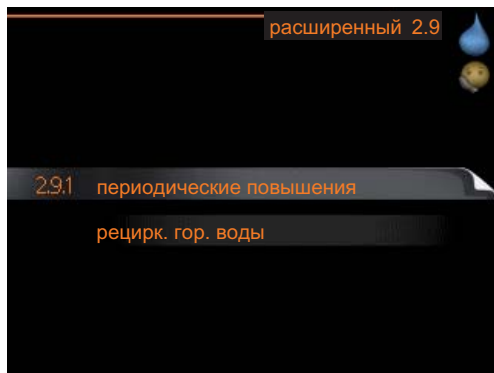 расширенный 2.9
2.9.1 периодические повышения
рецирк. гор. воды